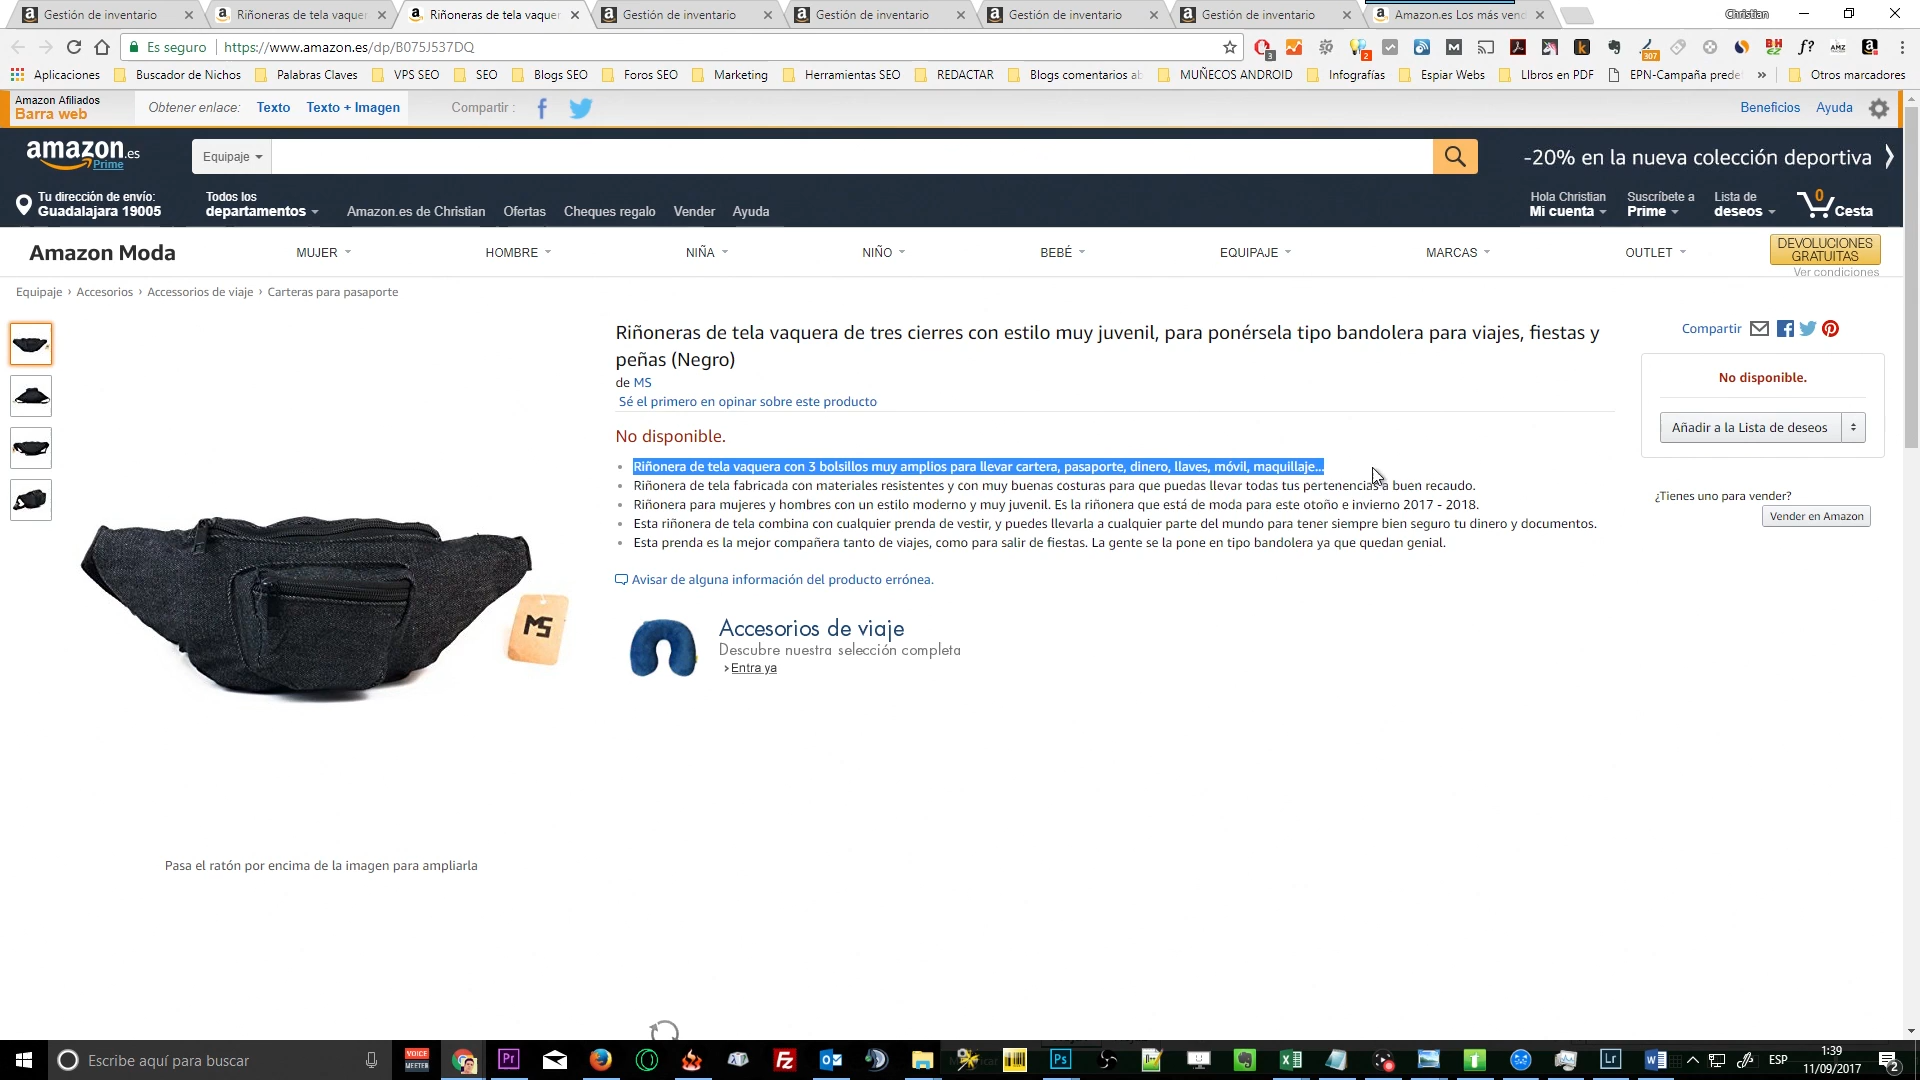 Gestión de inventario
Riñoneras de tela vaquer
Riñoneras de tela vaquer
Gestión de inventario
Gestión de inventario
Gestión de inventario
Gestión de inventario
Amazon.es Los más vend
Christian
Es seguro
https://www.amazon.es/dp/B075J537DQ
Aplicaciones
Buscador de Nichos
Palabras Claves
VPS SEO
SEO
Blogs SEO
Foros SEO
Marketing
Herramientas SEO
REDACTAR
Blogs comentarios ab
MUÑECOS ANDROID
Infografías
Espiar Webs
LIbros en PDF
EPN-Campaña prede
»
Otros marcadores
Amazon Afiliados
Barra web
Obtener enlace:
Texto
Texto + Imagen
Compartir :
Beneficios
Ayuda
amazon.es
Prime
Equipaje
-20% en la nueva colección deportiva
Tu dirección de envío:
Guadalajara 19005
Todos los
departamentos
Amazon.es de Christian
Ofertas
Cheques regalo
Vender
Ayuda
Hola Christian
Mi cuenta
Suscríbete a
Prime
Lista de
deseos
0
Cesta
Amazon Moda
MUJER
HOMBRE
NIÑA
NIÑO
BEBÉ
EQUIPAJE
MARCAS
OUTLET
DEVOLUCIONES
GRATUITAS
Ver condiciones
Equipaje › Accesorios › Accessorios de viaje › Carteras para pasaporte
Riñoneras de tela vaquera de tres cierres con estilo muy juvenil, para ponérsela tipo bandolera para viajes, fiestas y
peñas (Negro)
de MS
Sé el primero en opinar sobre este producto
No disponible.
Riñonera de tela vaquera con 3 bolsillos muy amplios para llevar cartera, pasaporte, dinero, llaves, móvil, maquillaje...
Riñonera de tela fabricada con materiales resistentes y con muy buenas costuras para que puedas llevar todas tus pertenencias a buen recaudo.
Riñonera para mujeres y hombres con un estilo moderno y muy juvenil. Es la riñonera que está de moda para este otoño e invierno 2017 - 2018.
Esta riñonera de tela combina con cualquier prenda de vestir, y puedes llevarla a cualquier parte del mundo para tener siempre bien seguro tu dinero y documentos.
Esta prenda es la mejor compañera tanto de viajes, como para salir de fiestas. La gente se la pone en tipo bandolera ya que quedan genial.
Avisar de alguna información del producto errónea.
Accesorios de viaje
Descubre nuestra selección completa
› Entra ya
Compartir
No disponible.
Añadir a la Lista de deseos
¿Tienes uno para vender?
Vender en Amazon
MS
Pasa el ratón por encima de la imagen para ampliarla
Escribe aquí para buscar
VOICE
MEETER
ESP
1:39
11/09/2017
2